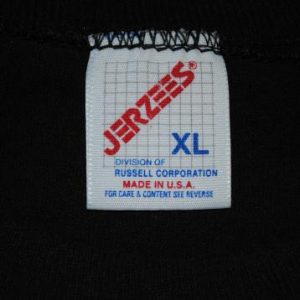 JERZEES®
XL
DIVISION OF
RUSSELL CORPORATION
MADE IN U.S.A.
FOR CARE & CONTENT SEE REVERSE